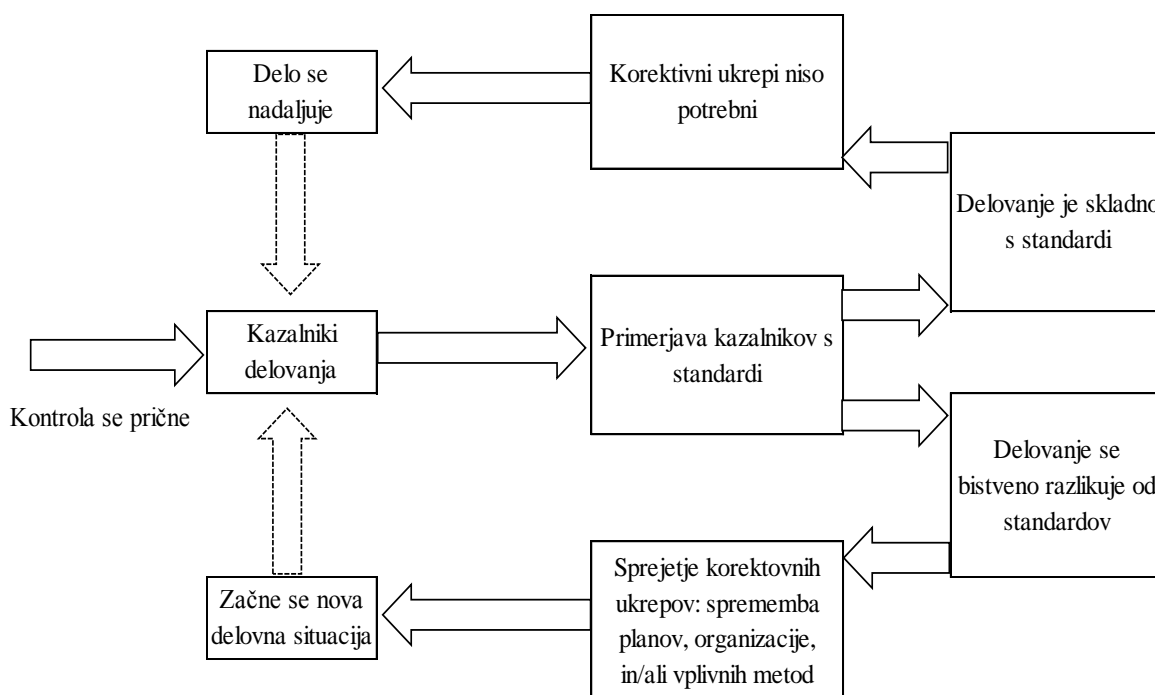 Delo se
nadaljuje
Korektivni ukrepi niso
potrebni
Delovanje je skladno
s standardi
Kontrola se prične
Kazalniki
delovanja
Primerjava kazalnikov s
standardi
Delovanje se
bistveno razlikuje od
standardov
Začne se nova
delovna situacija
Sprejetje korektovnih
ukrepov: sprememba
planov, organizacije,
in/ali vplivnih metod